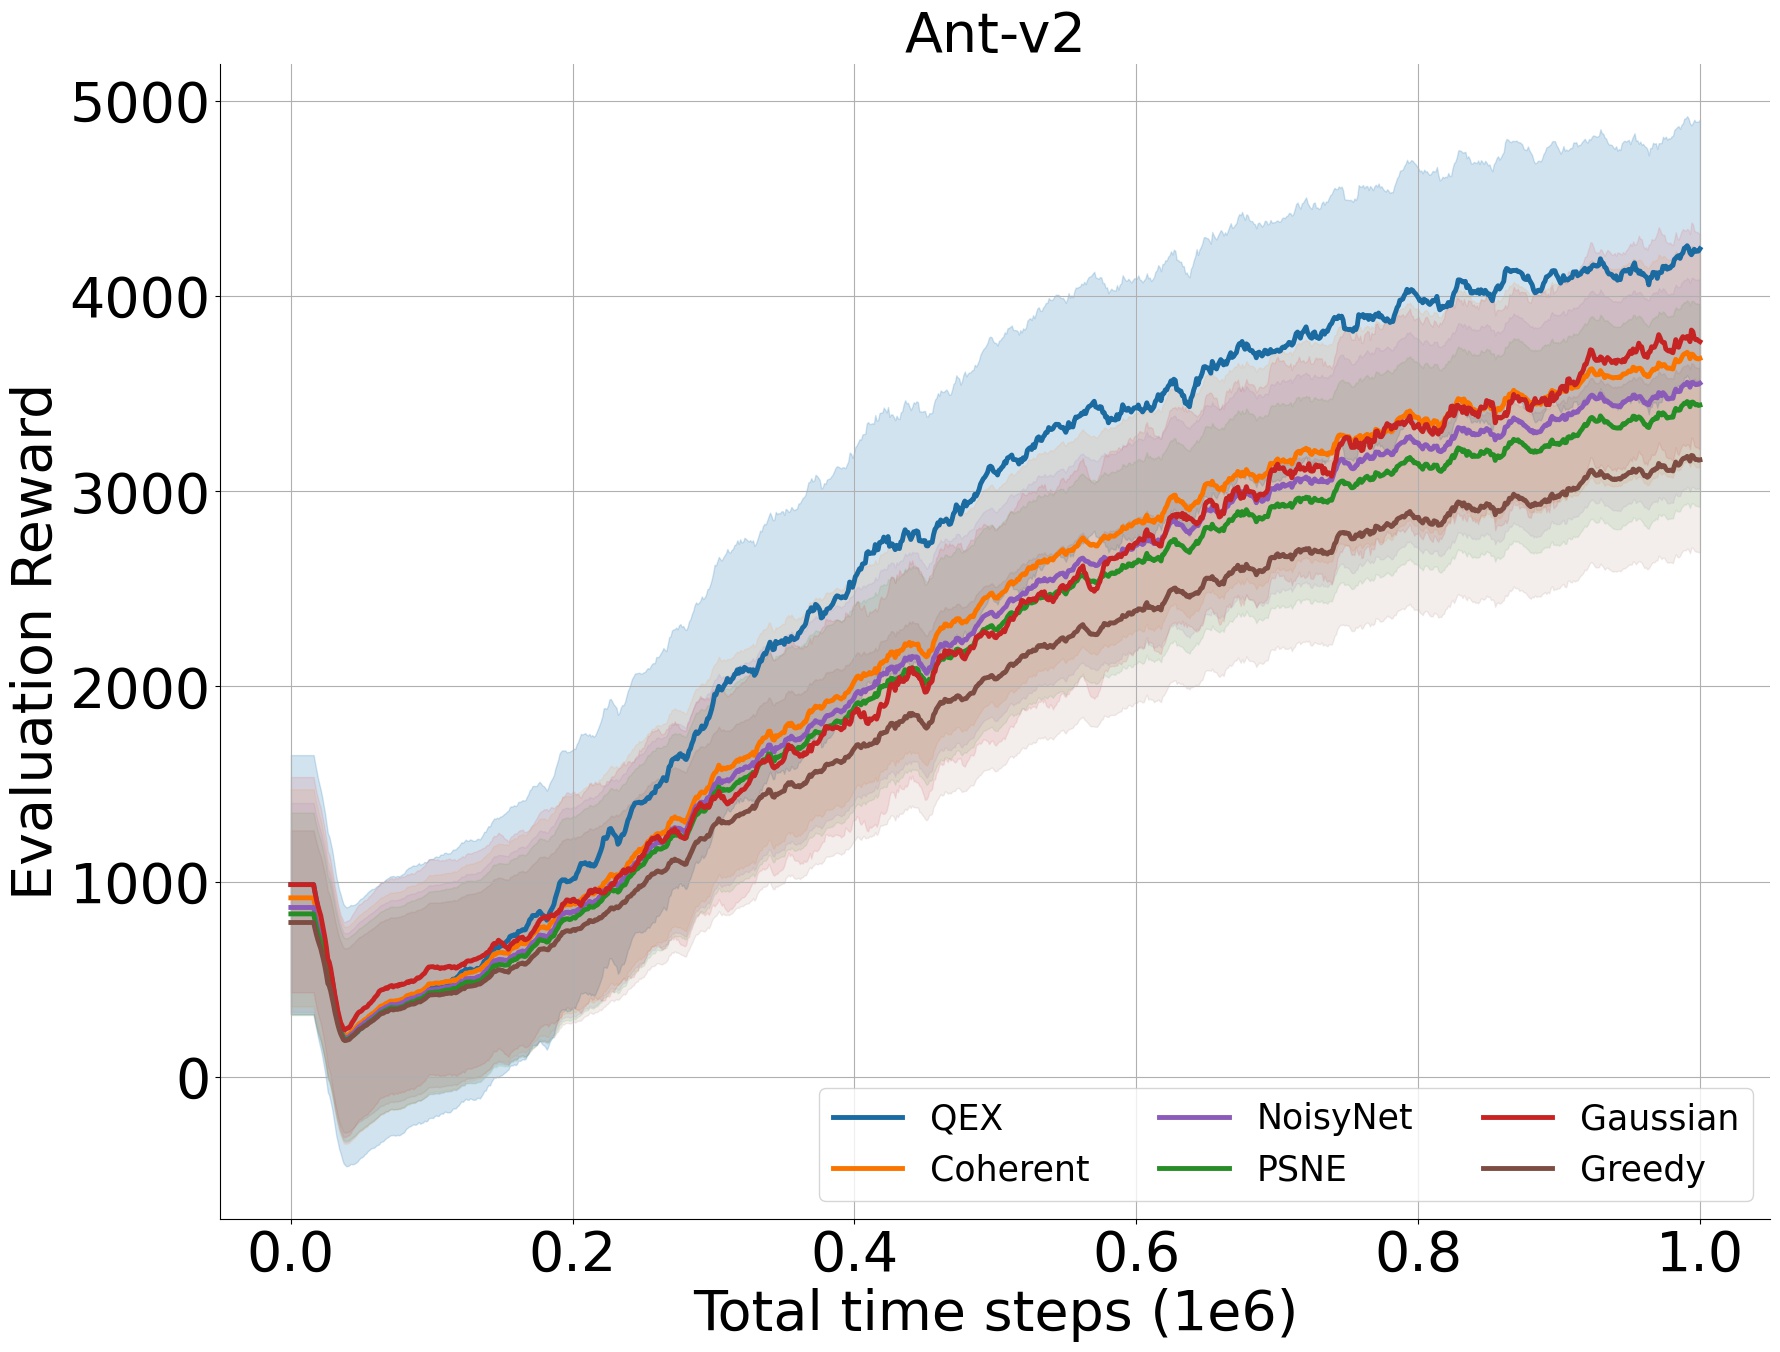 Ant-v2
Evaluation Reward
5000
4000
3000
2000
1000
0
QEX
NoisyNet
Gaussian
Coherent
PSNE
Greedy
0.0 0.2 0.4 0.6 0.8 1.0
Total time steps (1e6)